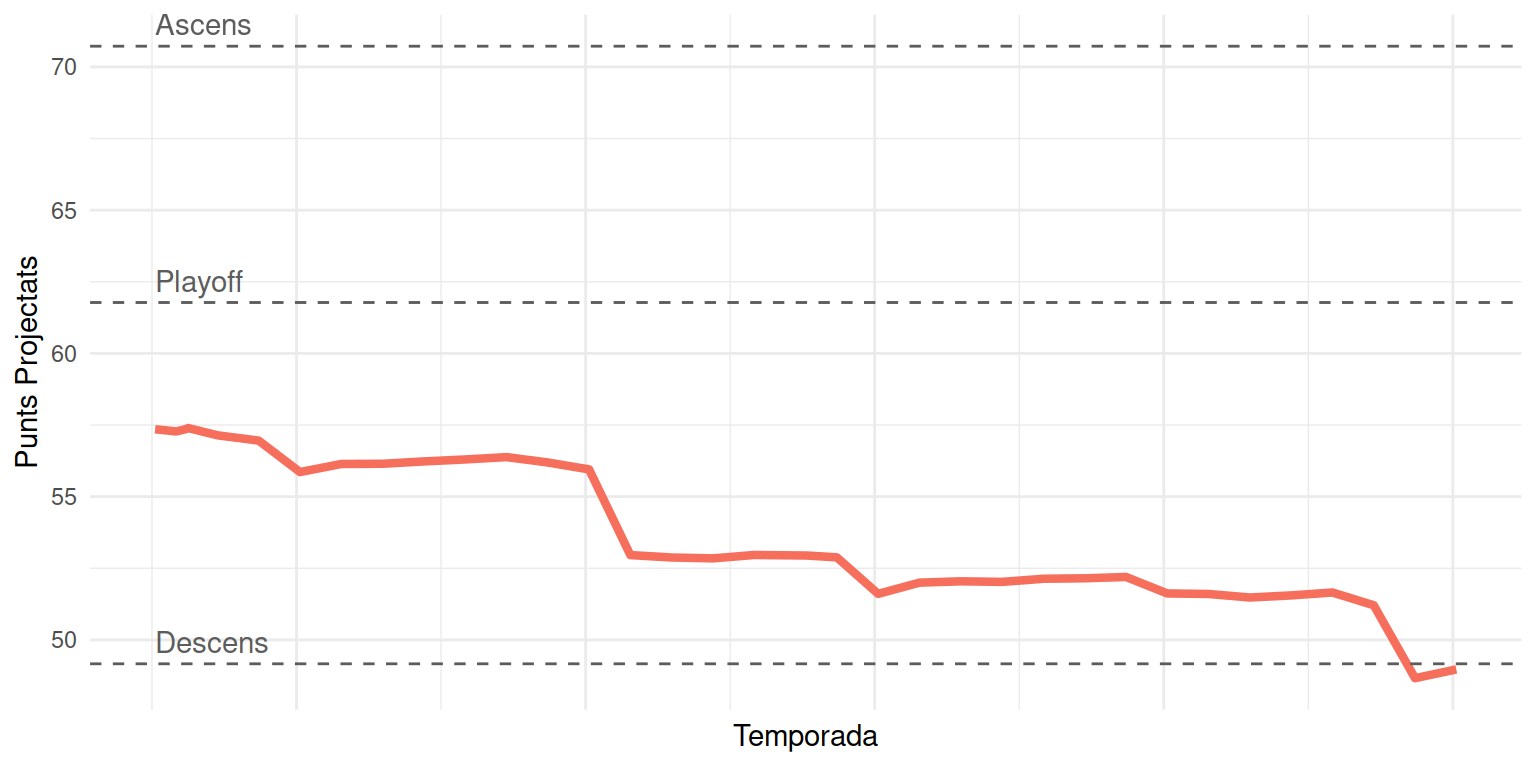 Ascens
70
65
Playoff
60
55
Descens
50
Punts Projectats
Temporada